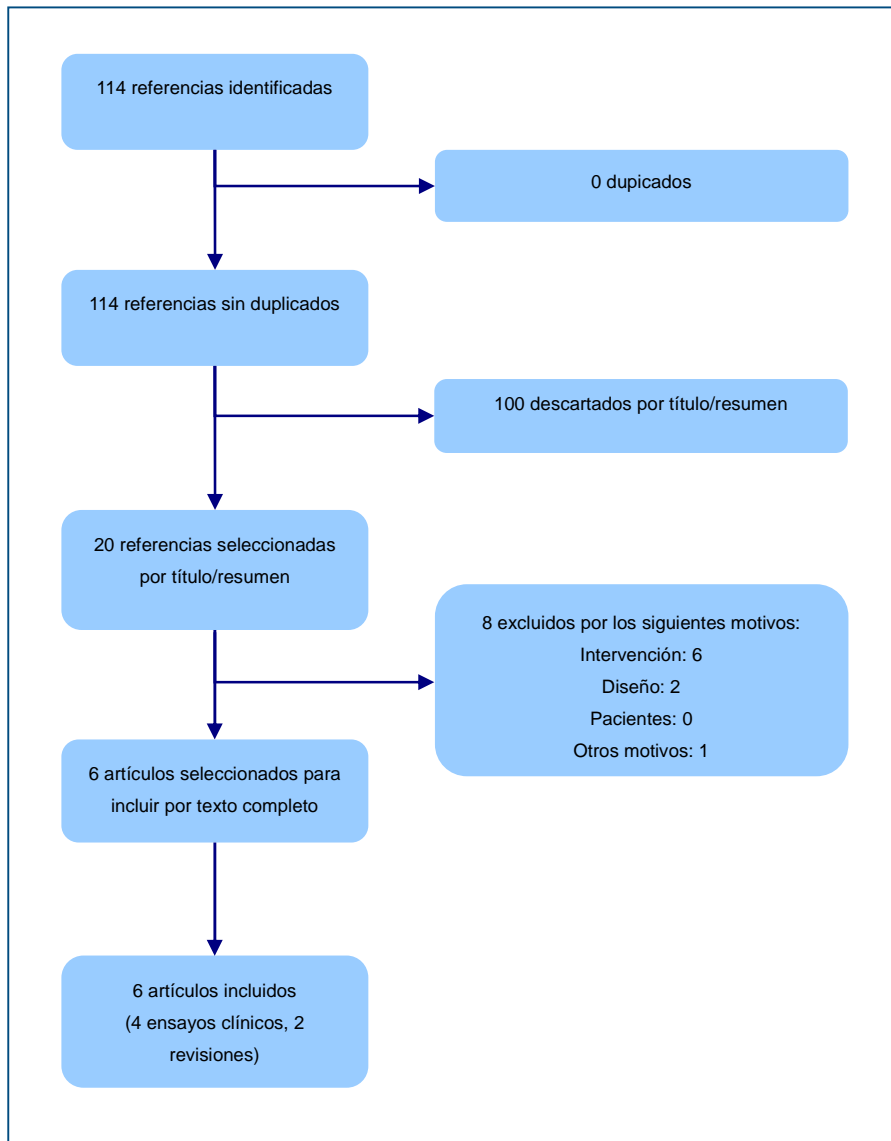 114 referencias identificadas
0 dupicados
114 referencias sin duplicados
100 descartados por título/resumen
20 referencias seleccionadas
por título/resumen
8 excluidos por los siguientes motivos:
Intervención: 6
Diseño: 2
Pacientes: 0
Otros motivos: 1
6 artículos seleccionados para
incluir por texto completo
6 artículos incluidos
(4 ensayos clínicos, 2
revisiones)